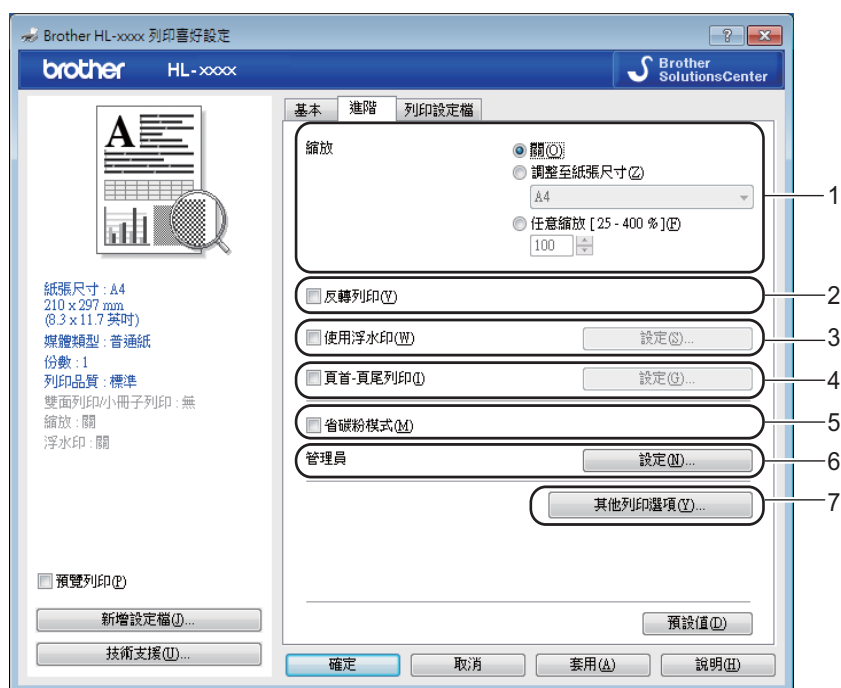 Brother HL-xxxx 列印喜好設定
brother HL-xxxx
Brother
SolutionsCenter
A
紙張尺寸 : A4
210 x 297 mm
(8.3 x 11.7 英吋)
媒體類型 : 普通紙
份數 : 1
列印品質 : 標準
雙面列印/小冊子列印 : 無
縮放 : 關
浮水印 : 關
預覽列印(P)
新增設定檔(J)...
技術支援(U)...
基本 進階 列印設定檔
縮放
關(O)
調整至紙張尺寸(Z)
A4
任意縮放 [ 25 - 400 % ](F)
100
1
反轉列印(V)
2
使用浮水印(W) 設定(S)...
3
頁首-頁尾列印(I) 設定(G)...
4
省碳粉模式(M)
5
管理員 設定(N)...
6
其他列印選項(Y)...
7
預設值(D)
確定 取消 套用(A) 說明(H)